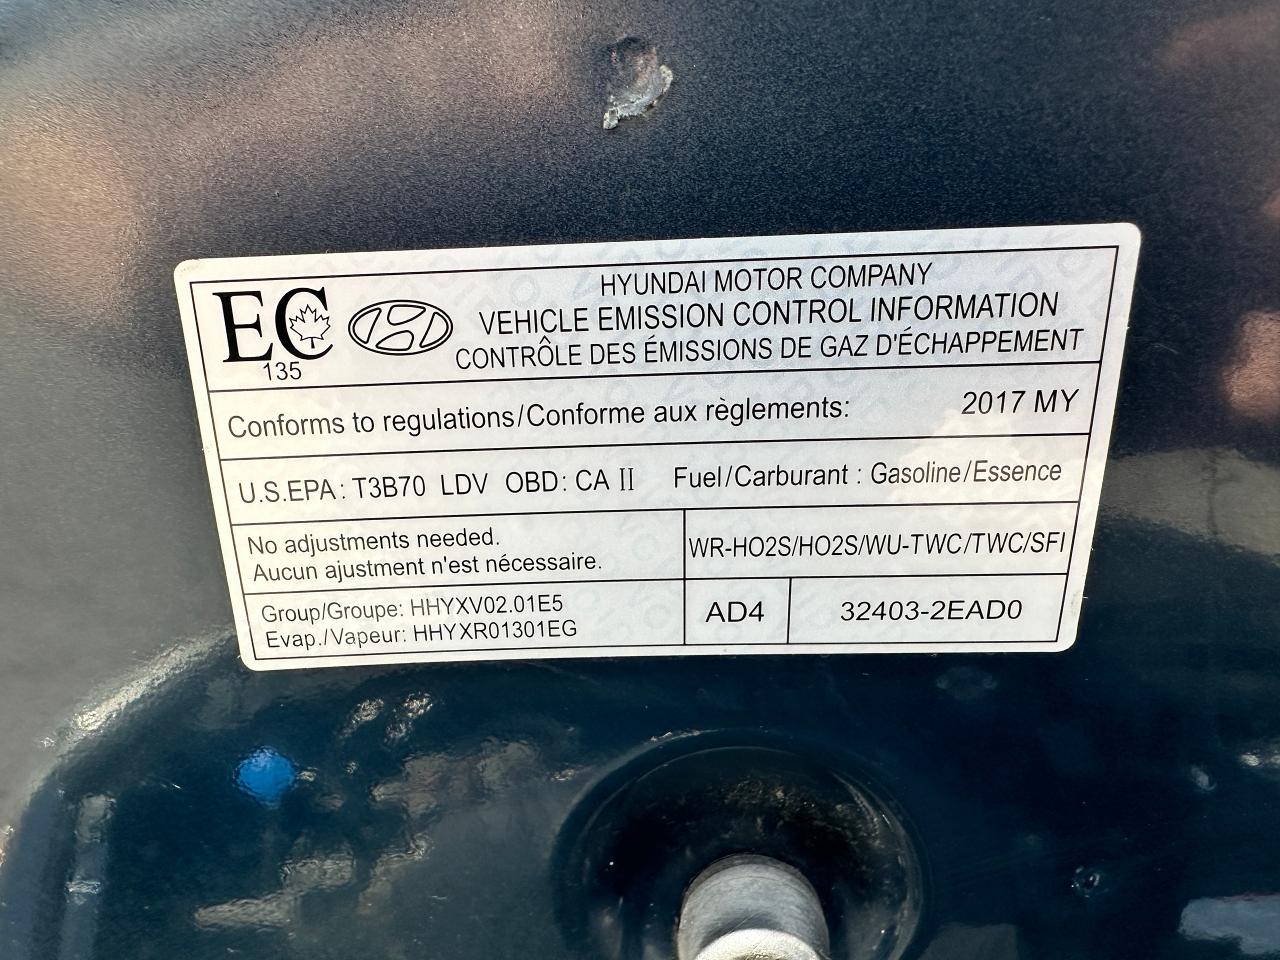 EC
135
HYUNDAI MOTOR COMPANY
VEHICLE EMISSION CONTROL INFORMATION
CONTRÔLE DES ÉMISSIONS DE GAZ D'ÉCHAPPEMENT
Conforms to regulations/Conforme aux règlements: 2017 MY
U.S.EPA: T3B70 LDV OBD: CA II Fuel/Carburant : Gasoline/Essence
No adjustments needed.
Aucun ajustment n'est nécessaire.
WR-HO2S/HO2S/WU-TWC/TWC/SFI
Group/Groupe: HHYXV02.01E5
Evap./Vapeur: HHYXR01301EG
AD4
32403-2EAD0